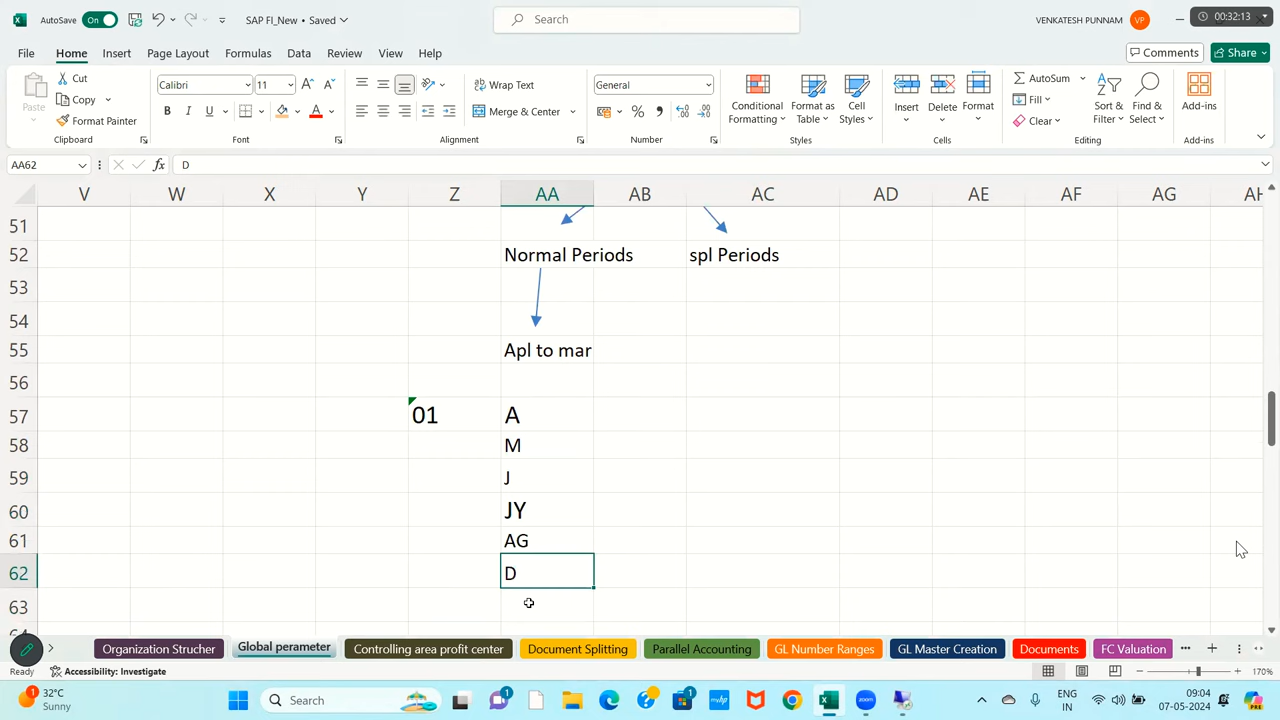 AutoSave On SAP FI_New • Saved Search VENKATESH PUNNAM VP 00:32:13
File Home Insert Page Layout Formulas Data Review View Help Comments Share
Paste Cut Copy Format Painter Clipboard
Calibri 11 B I U A Font
Wrap Text Merge & Center Alignment
General % Number
Conditional Formatting Format as Table Cell Styles Styles
Insert Delete Format Cells
AutoSum Fill Clear Sort & Filter Find & Select Editing
Add-ins Add-ins
AA62 fx D
V W X Y Z AA AB AC AD AE AF AG AH
51
52 Normal Periods spl Periods
53
54
55 Apl to mar
56
57 01 A
58 M
59 J
60 JY
61 AG
62 D
63
64
Organization Strucher Global perameter Controlling area profit center Document Splitting Parallel Accounting GL Number Ranges GL Master Creation Documents FC Valuation
Ready Accessibility: Investigate 170%
32°C Sunny Search ENG IN 09:04 07-05-2024